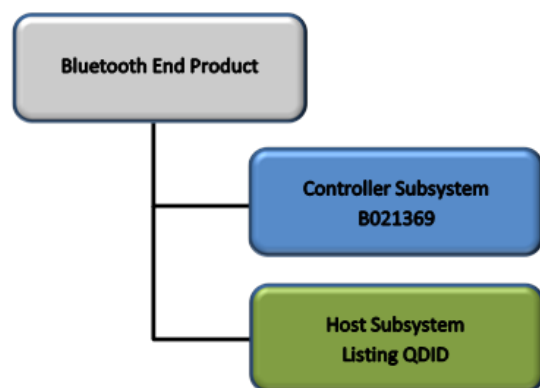 Bluetooth End Product
Controller Subsystem
B021369
Host Subsystem
Listing QDID